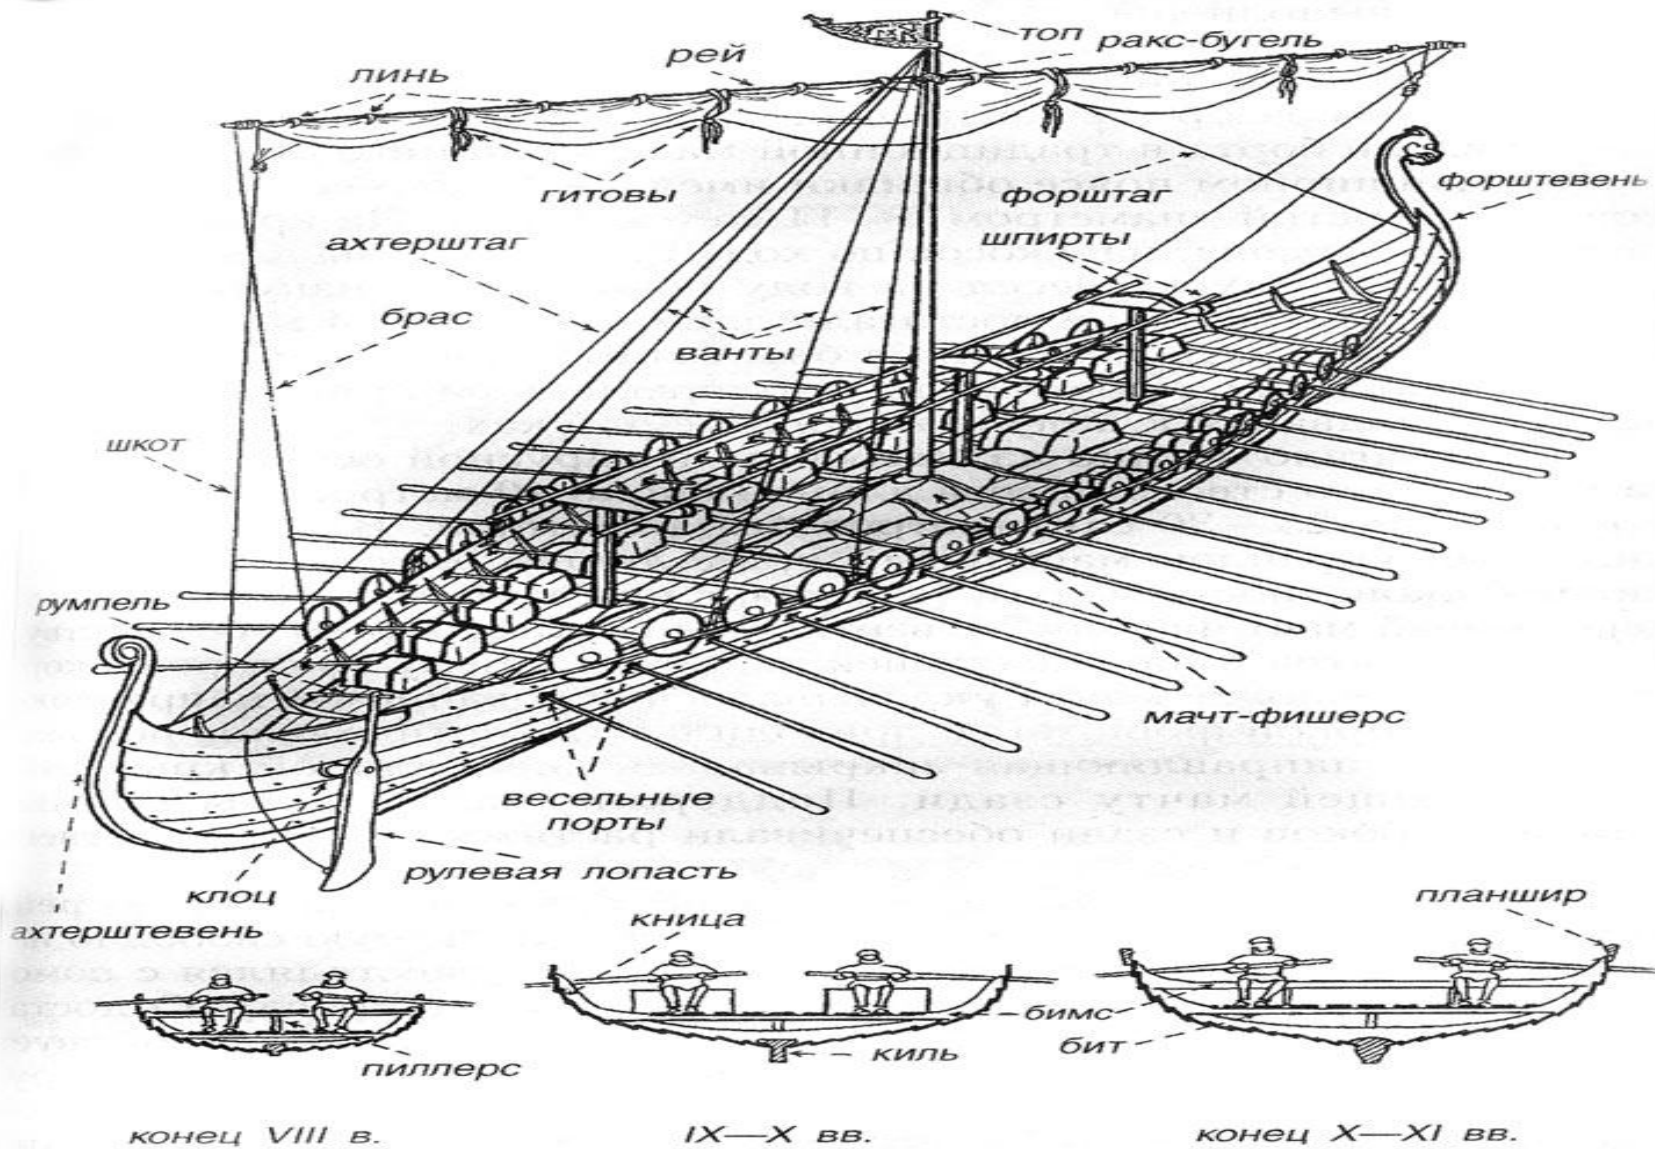 топ
ракс-бугель
рей
линь
гитовы
форштаг
форштевень
ахтерштаг
шпирты
брас
ванты
шкот
румпель
мачт-фишерс
весельные
порты
рулевая лопасть
клоц
ахтерштевень
кница
планшир
бимс
бит
киль
пиллерс
конец VIII в.
IX—X вв.
конец X—XI вв.